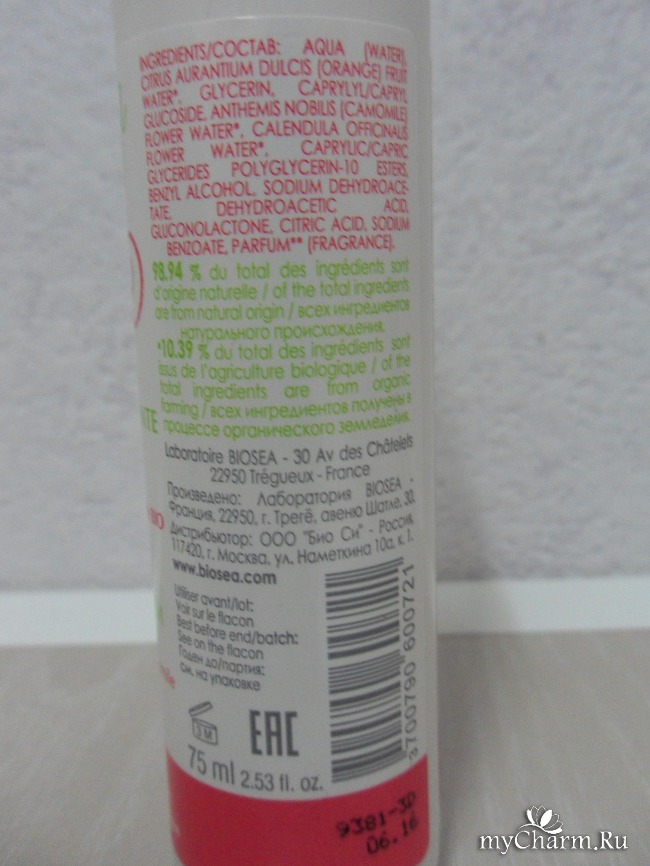 INGREDIENTS/СОСТАВ: AQUA (WATER),
CITRUS AURANTIUM DULCIS (ORANGE) FRUIT
WATER*, GLYCERIN, CAPRYLYL/CAPRYL
GLUCOSIDE, ANTHEMIS NOBILIS (CAMOMILE)
FLOWER WATER*, CALENDULA OFFICINALIS
FLOWER WATER*, CAPRYLIC/CAPRIC
GLYCERIDES POLYGLYCERIN-10 ESTERS,
BENZYL ALCOHOL, SODIUM DEHYDROACE-
TATE, DEHYDROACETIC ACID,
GLUCONOLACTONE, CITRIC ACID, SODIUM
BENZOATE, PARFUM** (FRAGRANCE).
98.94 % du total des ingrédients sont
d'origine naturelle / of the total ingredients
are from natural origin / всех ингредиентов
натурального происхождения.
*10.39 % du total des ingrédients sont
issus de l'agriculture biologique / of the
total ingredients are from organic
farming / всех ингредиентов получены в
процессе органического земледелия.
Laboratoire BIOSEA - 30 Av des Châtelets
22950 Trégueux - France
Произведено: Лаборатория BIOSEA -
Франция, 22950, г. Трегё, авеню Шатле, 30.
Дистрибьютор: ООО "Био Си" - Россия,
117420, г. Москва, ул. Наметкина 10а, к. 1.
www.biosea.com
Utiliser avant/lot:
Voir sur le flacon
Best before end/batch:
See on the flacon
Годен до/партия:
см. на упаковке
3 M
EAC
75 ml 2.53 fl. oz.
3700790 600721
9381-3D
06.16
BIO
myCharm.Ru